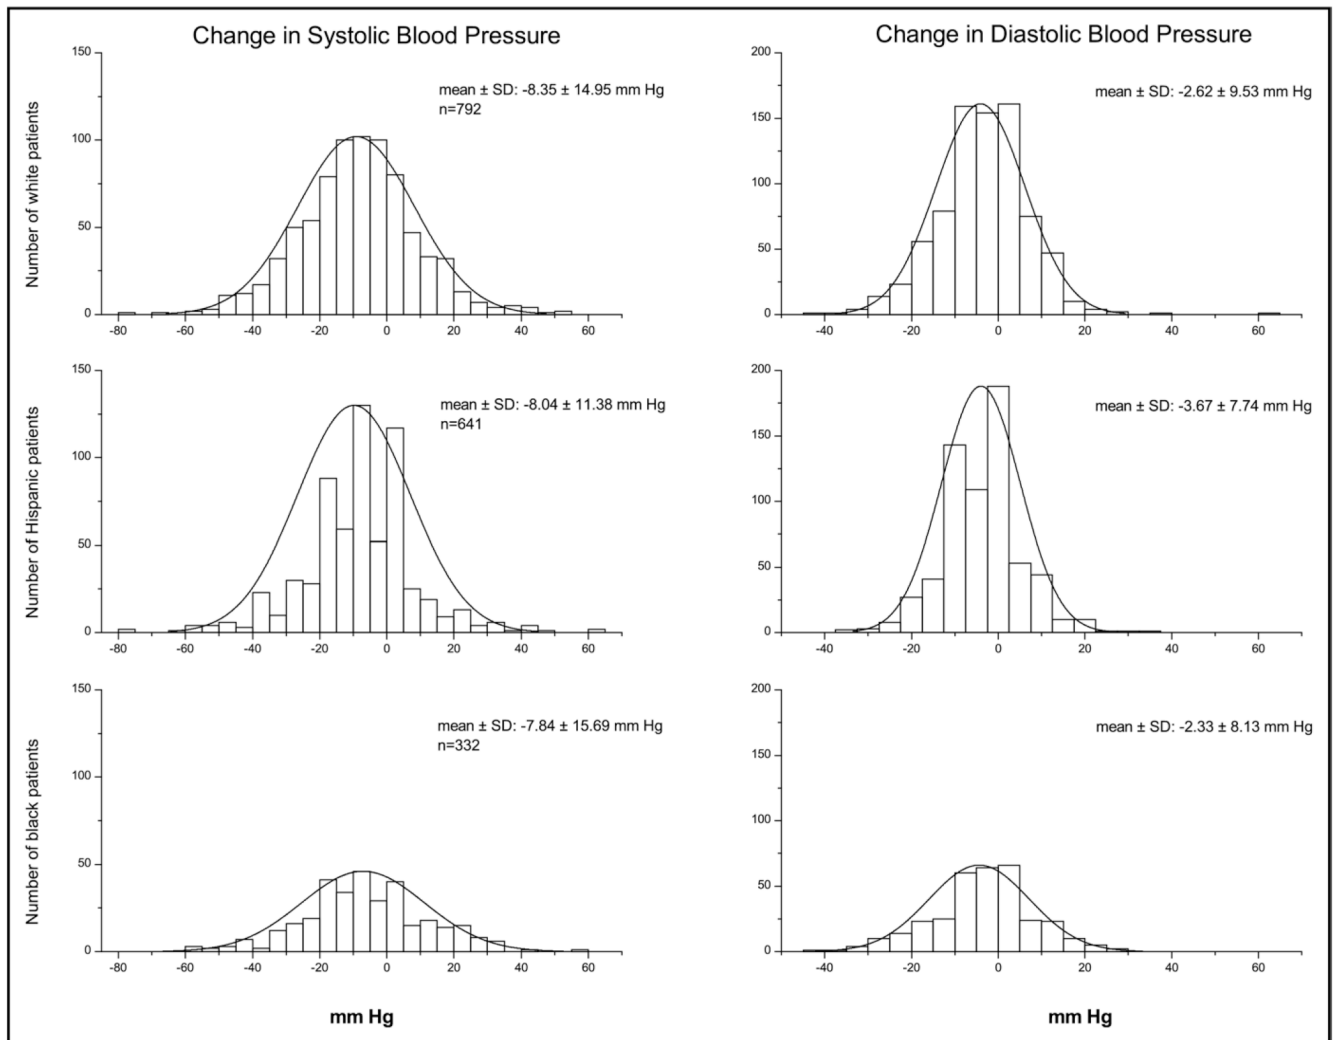 Change in Systolic Blood Pressure
Number of white patients
150
100
50
0
mean ± SD: -8.35 ± 14.95 mm Hg
n=792
-80 -60 -40 -20 0 20 40 60
Change in Diastolic Blood Pressure
200
150
100
50
0
mean ± SD: -2.62 ± 9.53 mm Hg
-40 -20 0 20 40 60
Number of Hispanic patients
150
100
50
0
mean ± SD: -8.04 ± 11.38 mm Hg
n=641
-80 -60 -40 -20 0 20 40 60
200
150
100
50
0
mean ± SD: -3.67 ± 7.74 mm Hg
-40 -20 0 20 40 60
Number of black patients
150
100
50
0
mean ± SD: -7.84 ± 15.69 mm Hg
n=332
-80 -60 -40 -20 0 20 40 60
mm Hg
200
150
100
50
0
mean ± SD: -2.33 ± 8.13 mm Hg
-40 -20 0 20 40 60
mm Hg